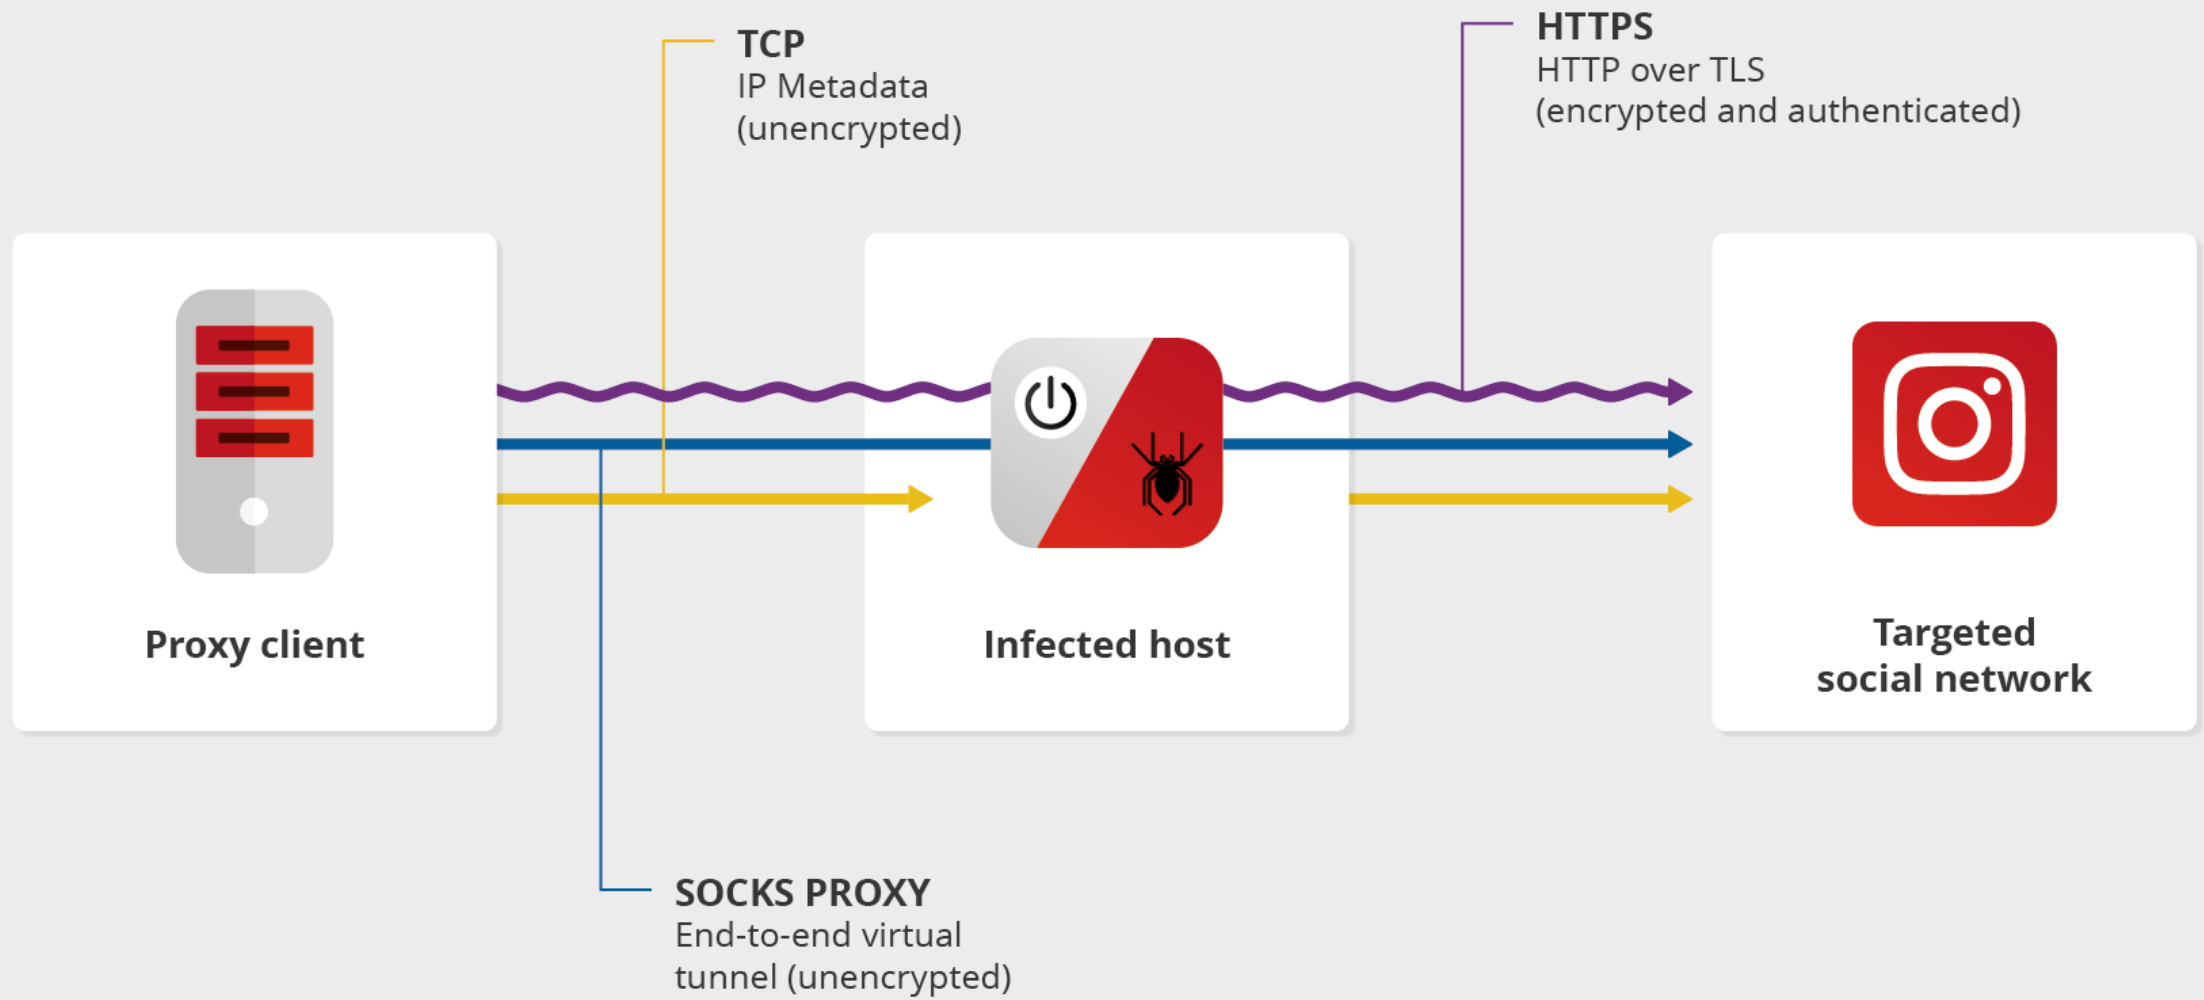 TCP
IP Metadata
(unencrypted)
HTTPS
HTTP over TLS
(encrypted and authenticated)
Proxy client
Infected host
Targeted
social network
SOCKS PROXY
End-to-end virtual
tunnel (unencrypted)